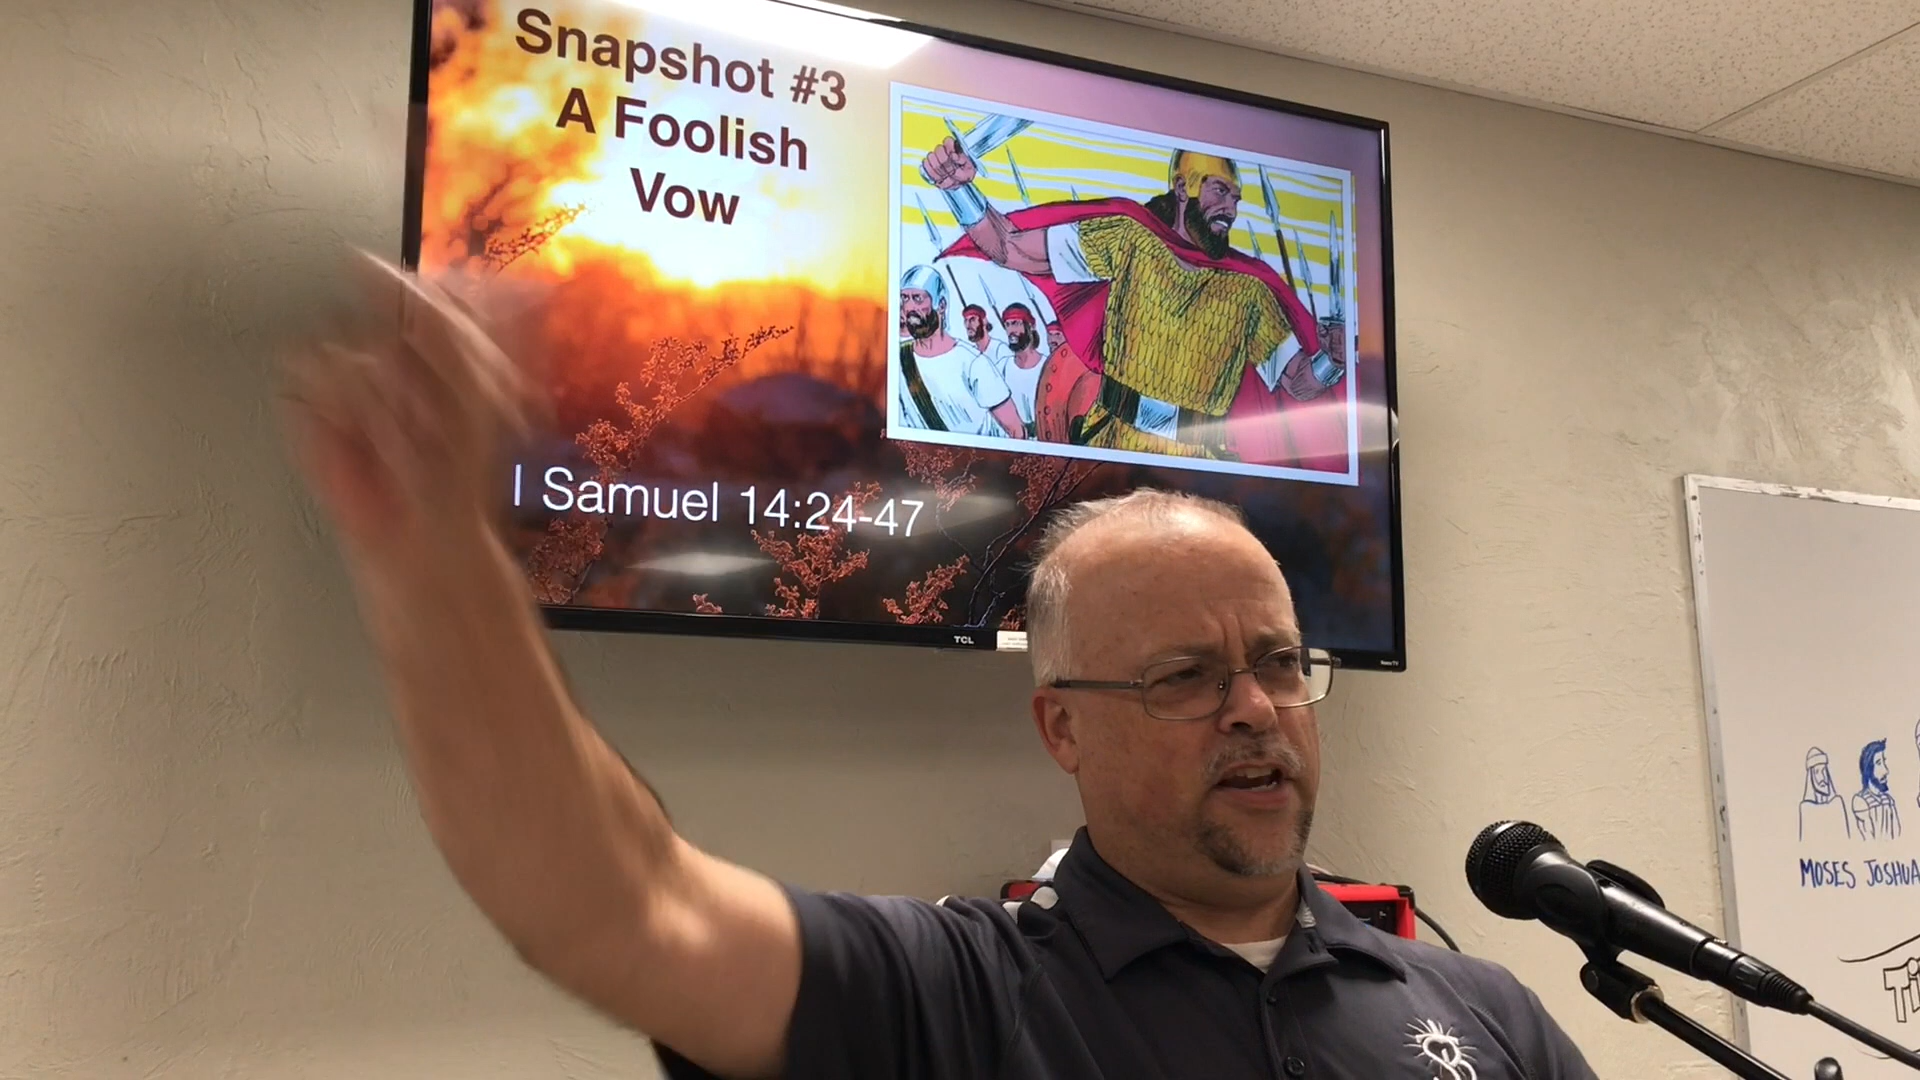 Snapshot #3
A Foolish
Vow
I Samuel 14:24-47
TCL
MOSES JOSHUA